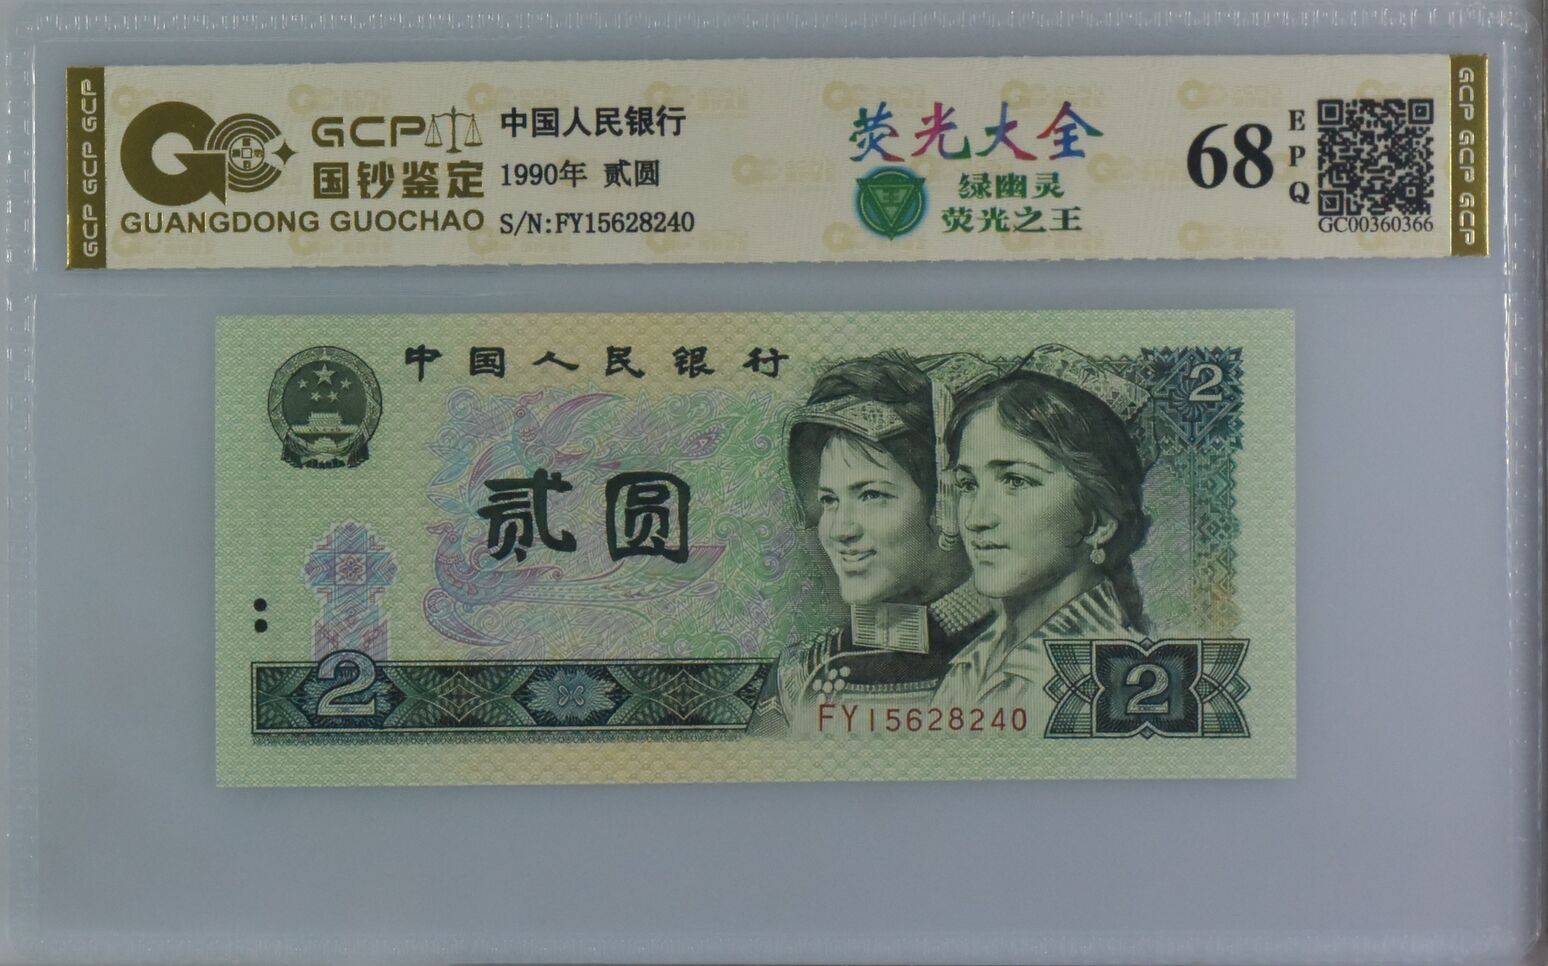 GCP GCP GCP
GCP
国钞鉴定
GUANGDONG GUOCHAO
中国人民银行
1990年 贰圆
S/N:FY15628240
荧光大全
王
绿幽灵
荧光之王
68
EPQ
GC00360366
GCP GCP GCP
中国人民银行
2
贰圆
2
FY15628240
2